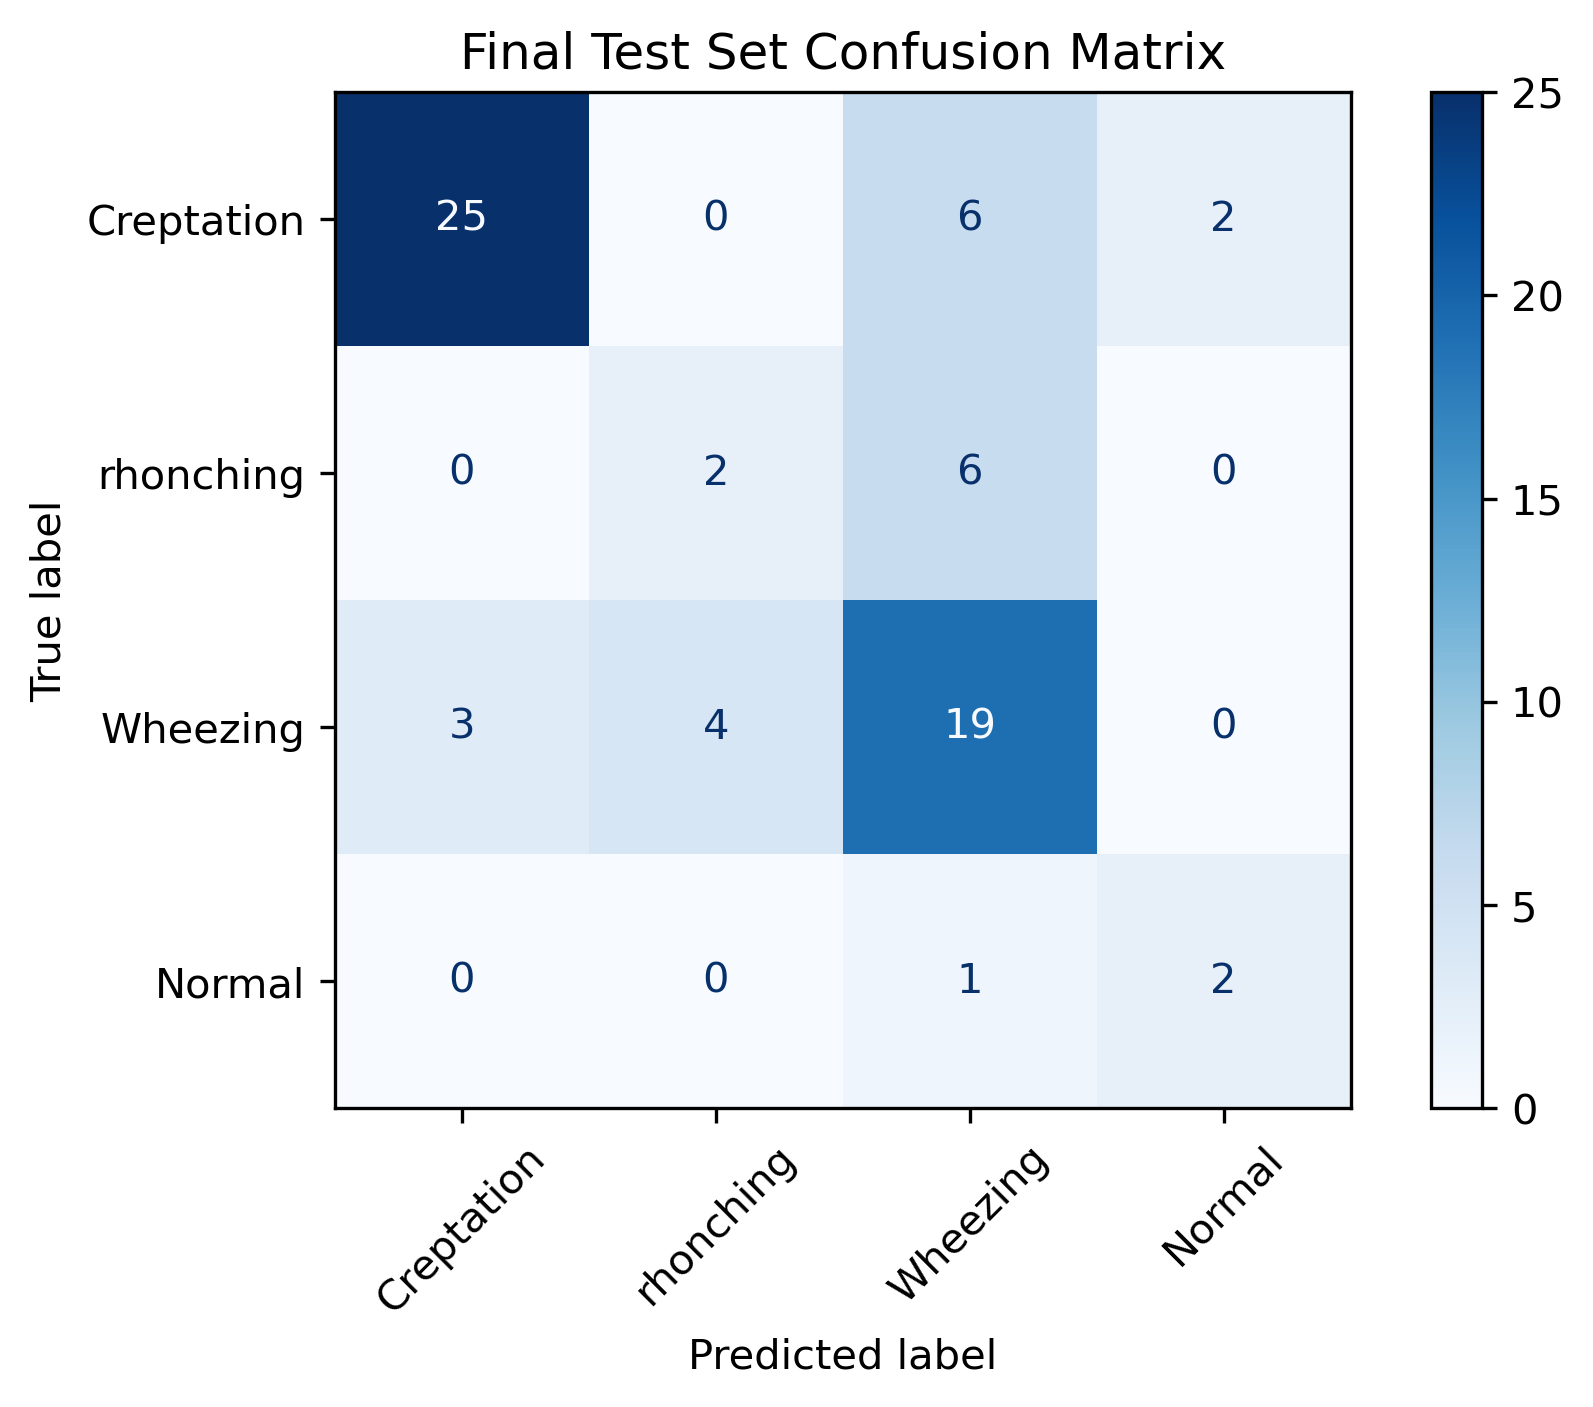 Final Test Set Confusion Matrix
25
Creptation 25 0 6 2
20
rhonching 0 2 6 0
15
True label
Wheezing 3 4 19 0
10
5
Normal 0 0 1 2
0
Creptation rhonching Wheezing Normal
Predicted label